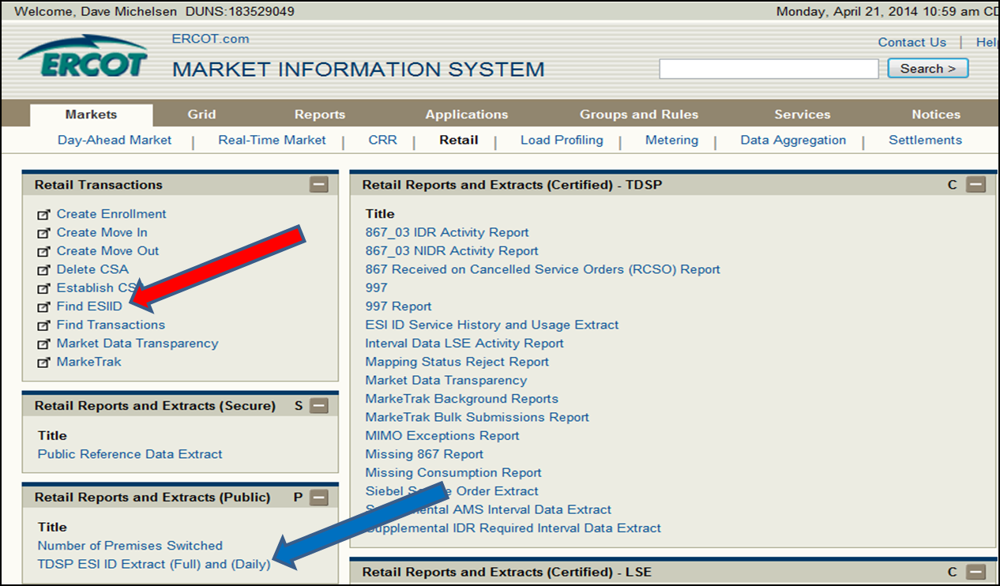 Welcome, Dave Michelsen DUNS:183529049
Monday, April 21, 2014 10:59 am
ERCOT
ERCOT.com
MARKET INFORMATION SYSTEM
Contact Us |
Search >
Markets Grid Reports Applications Groups and Rules Services Notices
Day-Ahead Market | Real-Time Market | CRR | Retail | Load Profiling | Metering | Data Aggregation | Settlements
Retail Transactions
Create Enrollment
Create Move In
Create Move Out
Delete CSA
Establish
Find ESIID
Find Transactions
Market Data Transparency
MarkeTrak
Retail Reports and Extracts (Secure) S
Title
Public Reference Data Extract
Retail Reports and Extracts (Public) P
Title
Number of Premises Switched
TDSP ESI ID Extract (Full) and (Daily)
Retail Reports and Extracts (Certified) - TDSP C
Title
867_03 IDR Activity Report
867_03 NIDR Activity Report
867 Received on Cancelled Service Orders (RCSO) Report
997
997 Report
ESI ID Service History and Usage Extract
Interval Data LSE Activity Report
Mapping Status Reject Report
Market Data Transparency
MarkeTrak Background Reports
MarkeTrak Bulk Submissions Report
MIMO Exceptions Report
Missing 867 Report
Missing Consumption Report
Siebel Order Extract
AMS Interval Data Extract
Supplemental IDR Required Interval Data Extract
Retail Reports and Extracts (Certified) - LSE C